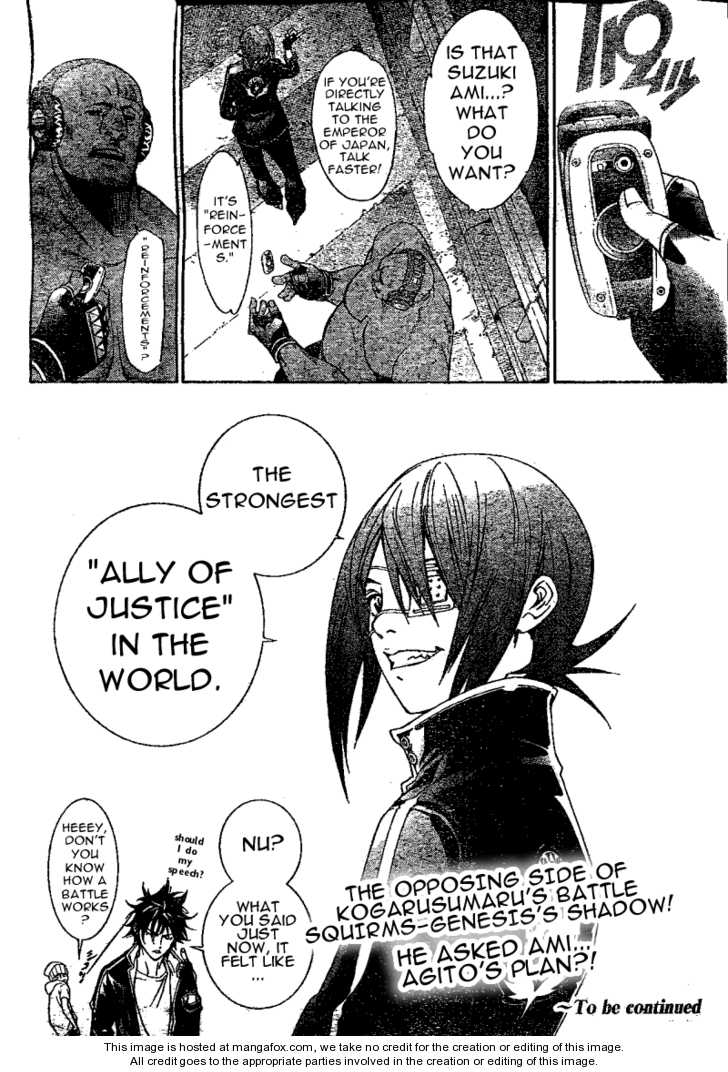 IS THAT
SUZUKI
AMI...?
WHAT
DO
YOU
WANT?
IF YOU'RE
DIRECTLY
TALKING
TO THE
EMPEROR
OF JAPAN,
TALK
FASTER!
IT'S
"REIN-
FORCE
-MENT
S."
"REINFORCEMENTS"?
THE
STRONGEST
"ALLY OF
JUSTICE"
IN THE
WORLD.
NU?
WHAT
YOU SAID
JUST
NOW, IT
FELT LIKE
...
should
I do
my
speech?
HEEEY,
DON'T
YOU
KNOW
HOW A
BATTLE
WORKS
?
THE OPPOSING SIDE OF
KOGARUSUMARU'S BATTLE
SQUIRMS-GENESIS'S SHADOW!
HE ASKED AMI...
AGITO'S PLAN?!
~To be continued
This image is hosted at mangafox.com, we take no credit for the creation or editing of this image.
All credit goes to the appropriate parties involved in the creation or editing of this image.